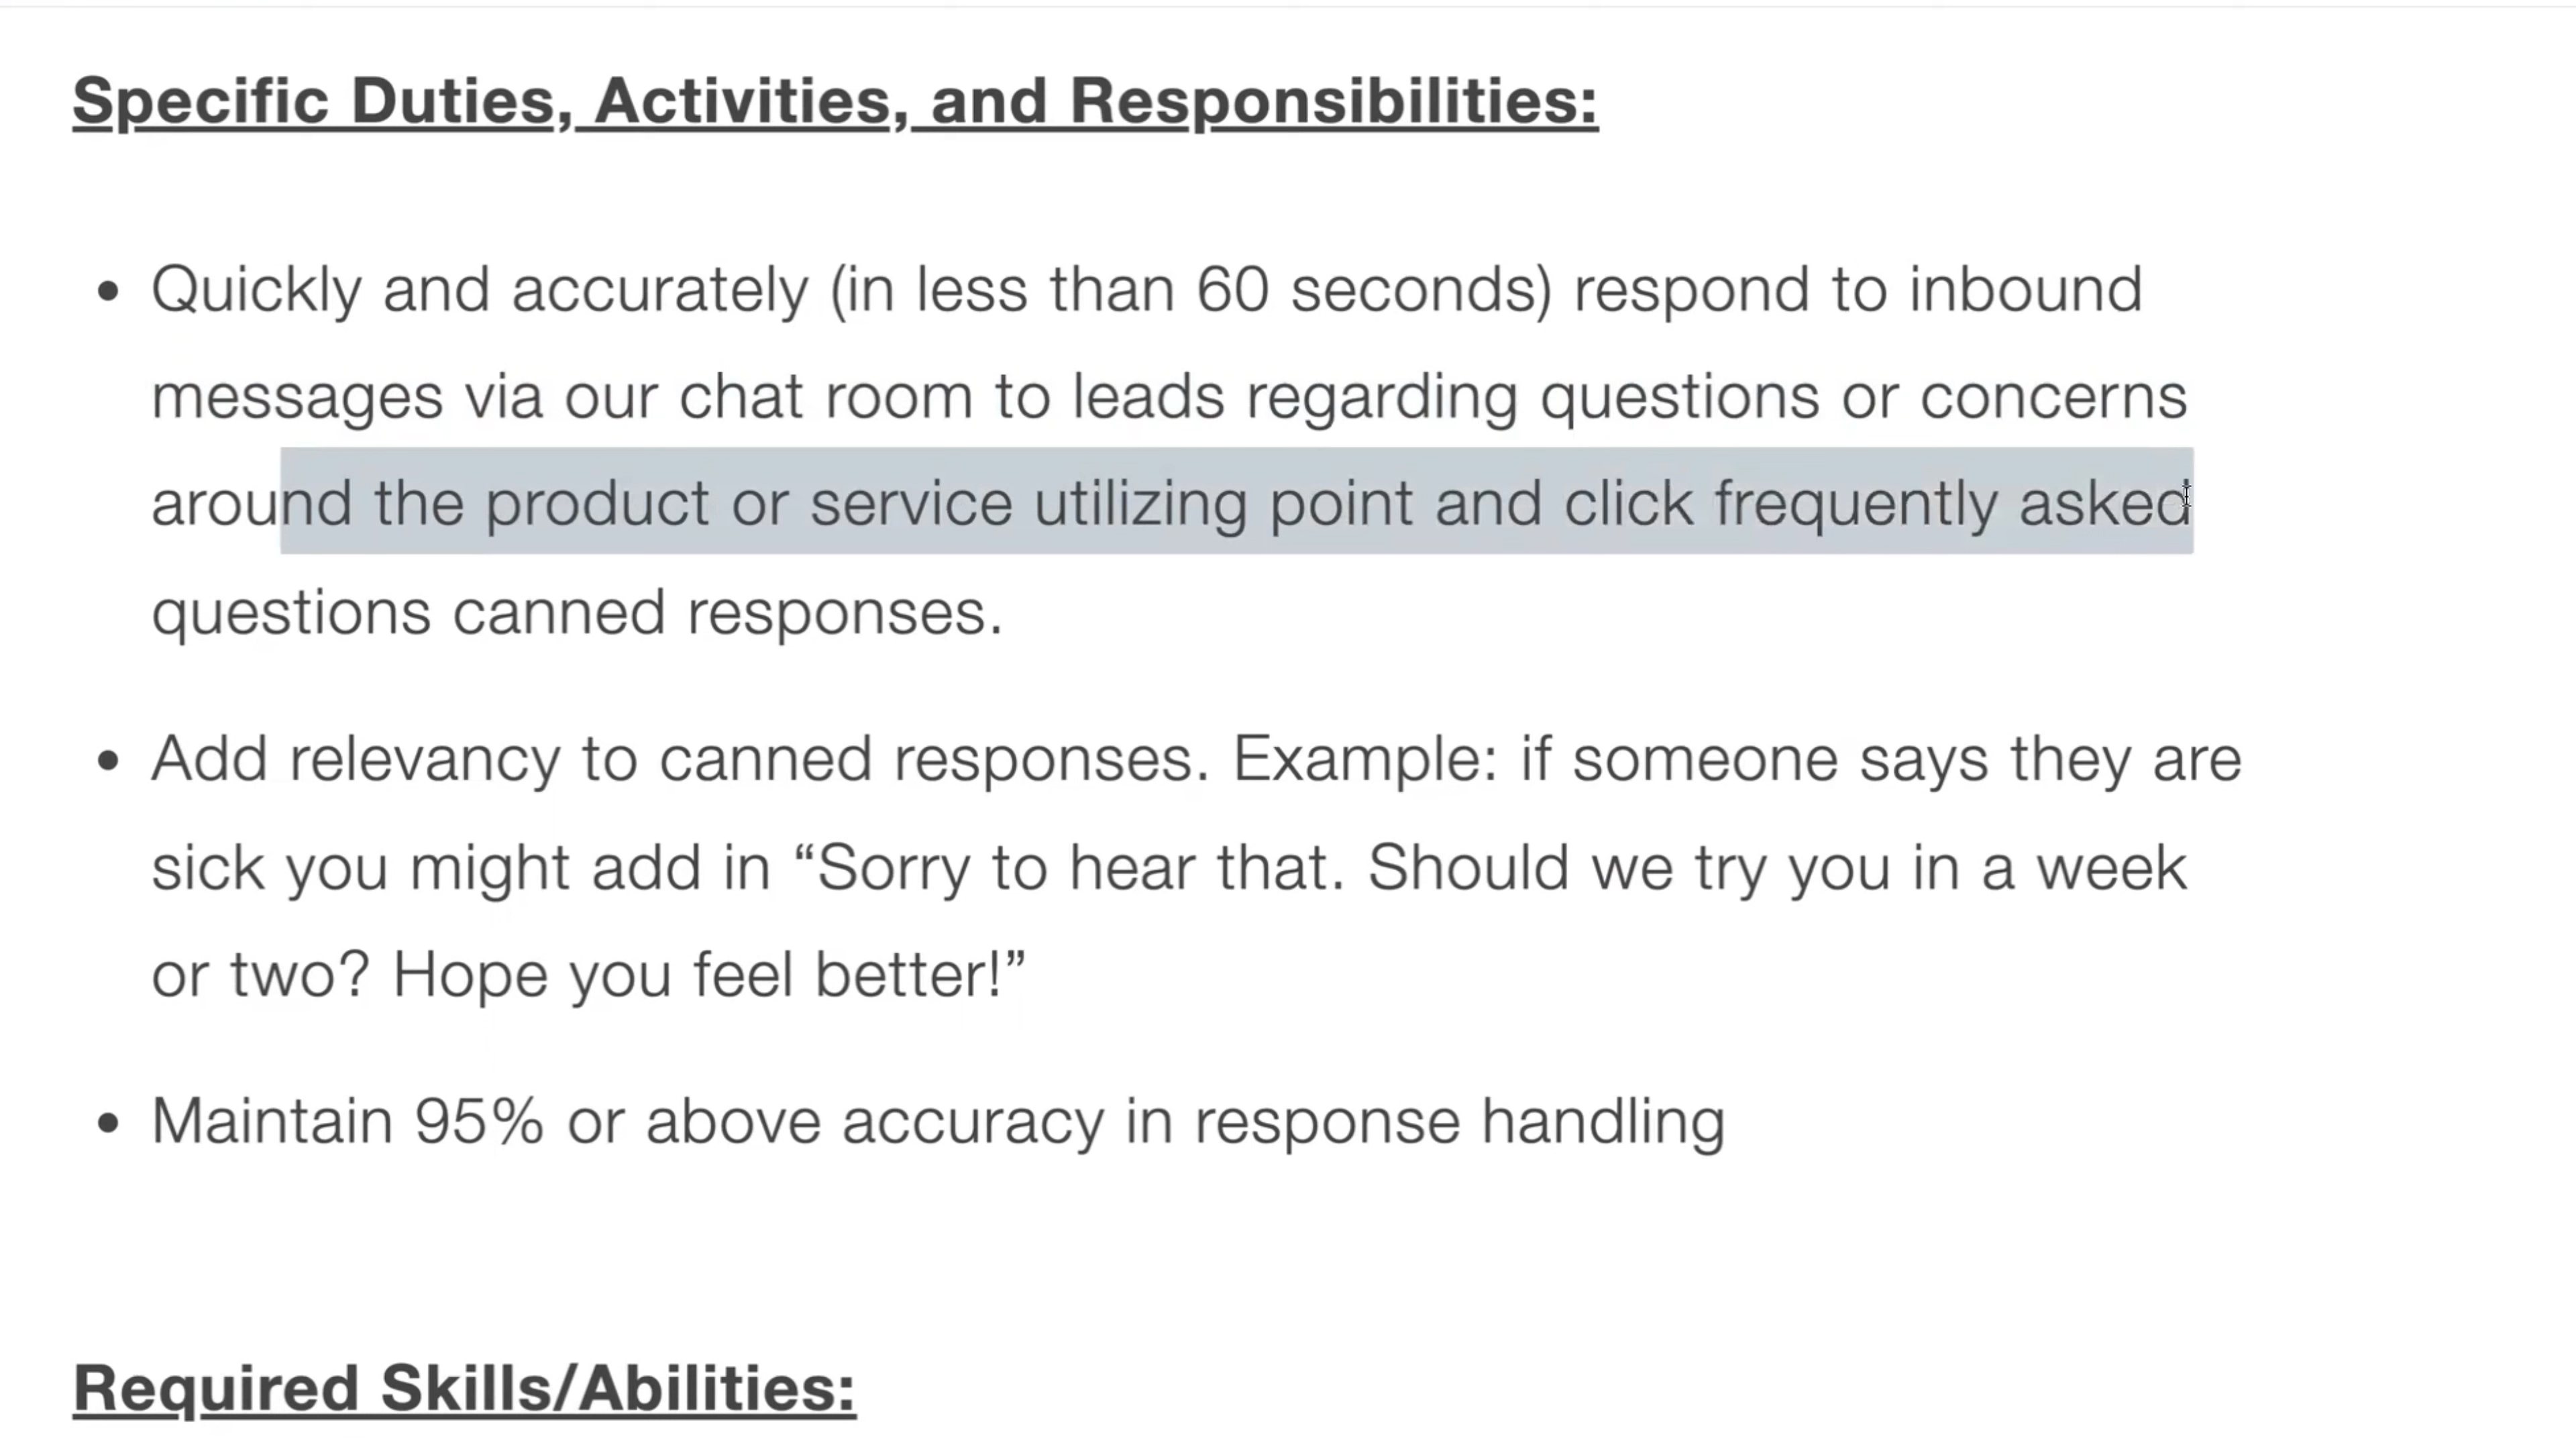 Specific Duties, Activities, and Responsibilities:
• Quickly and accurately (in less than 60 seconds) respond to inbound
messages via our chat room to leads regarding questions or concerns
around the product or service utilizing point and click frequently asked
questions canned responses.
• Add relevancy to canned responses. Example: if someone says they are
sick you might add in “Sorry to hear that. Should we try you in a week
or two? Hope you feel better!”
• Maintain 95% or above accuracy in response handling
Required Skills/Abilities: